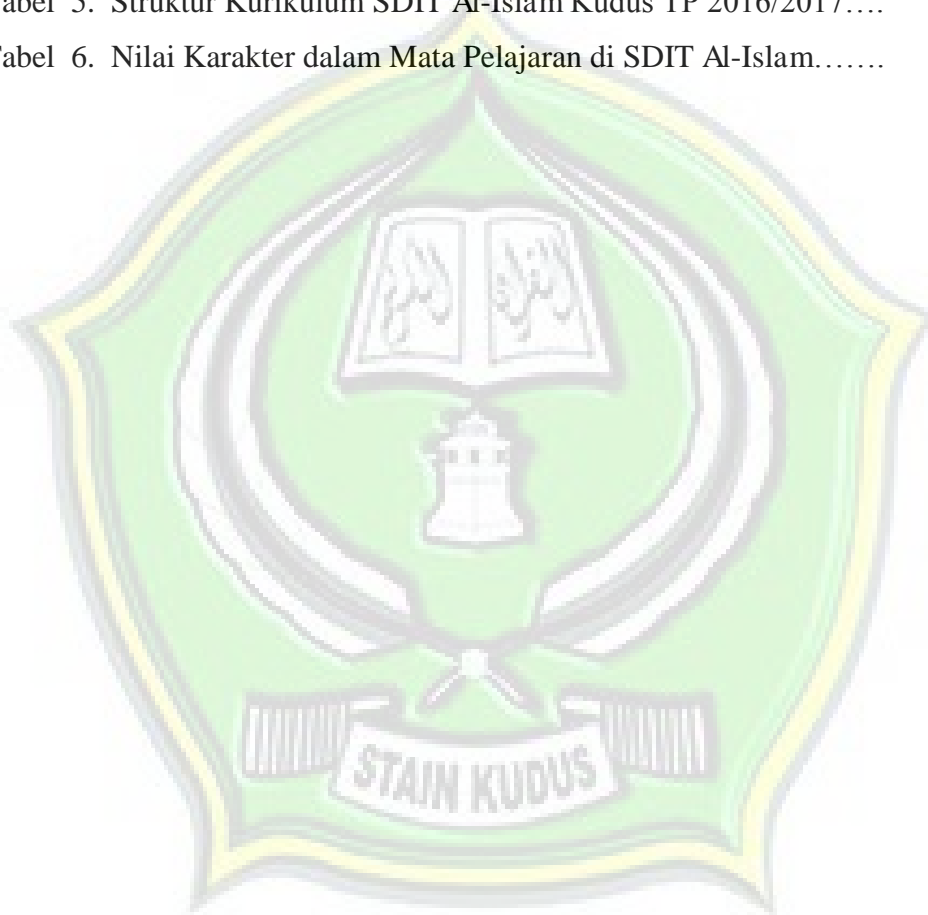 Tabel 5. Struktur Kurikulum SDIT Al-Islam Kudus TP 2016/2017….
Tabel 6. Nilai Karakter dalam Mata Pelajaran di SDIT Al-Islam…….
STAIN KUDUS